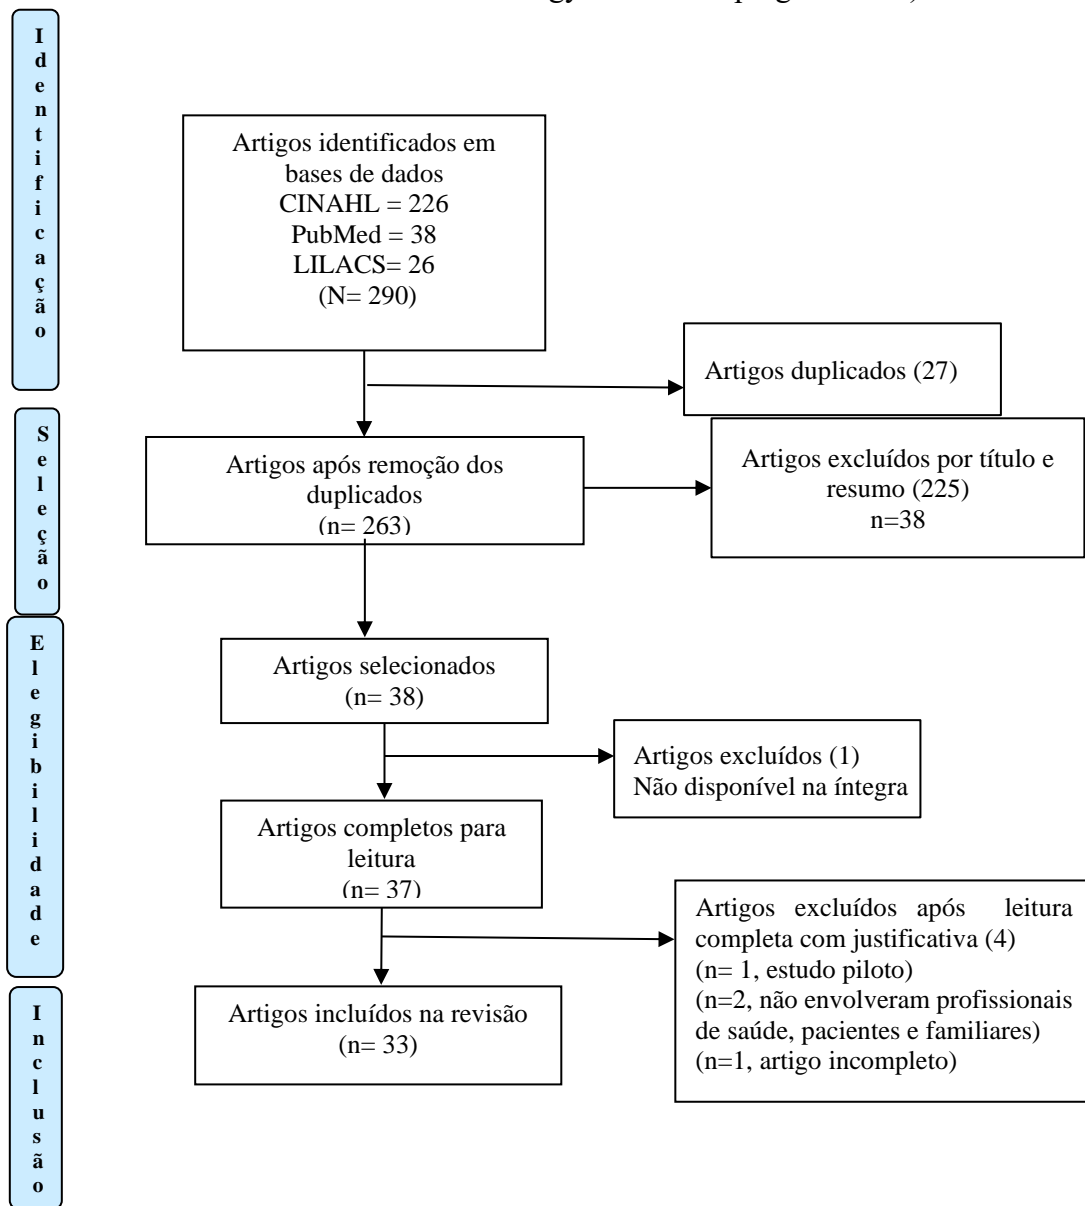 Identificação
Artigos identificados em
bases de dados
CINAHL = 226
PubMed = 38
LILACS= 26
(N= 290)
Artigos duplicados (27)
Seleção
Artigos após remoção dos
duplicados
(n= 263)
Artigos excluídos por título e
resumo (225)
n=38
Elegibilidade
Artigos selecionados
(n= 38)
Artigos excluídos (1)
Não disponível na íntegra
Artigos completos para
leitura
(n= 37)
Artigos excluídos após leitura
completa com justificativa (4)
(n= 1, estudo piloto)
(n=2, não envolveram profissionais
de saúde, pacientes e familiares)
(n=1, artigo incompleto)
Inclusão
Artigos incluídos na revisão
(n= 33)